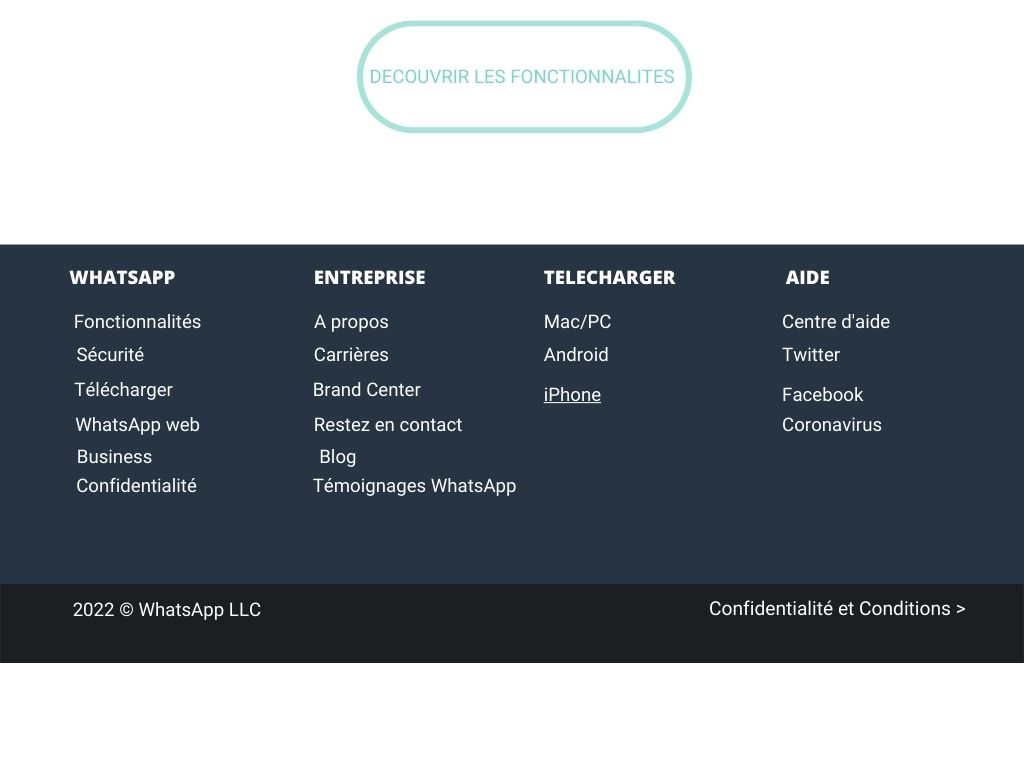 DECOUVRIR LES FONCTIONNALITES
WHATSAPP
Fonctionnalités
Sécurité
Télécharger
WhatsApp web
Business
Confidentialité
ENTREPRISE
A propos
Carrières
Brand Center
Restez en contact
Blog
Témoignages WhatsApp
TELECHARGER
Mac/PC
Android
iPhone
AIDE
Centre d'aide
Twitter
Facebook
Coronavirus
2022 © WhatsApp LLC
Confidentialité et Conditions >